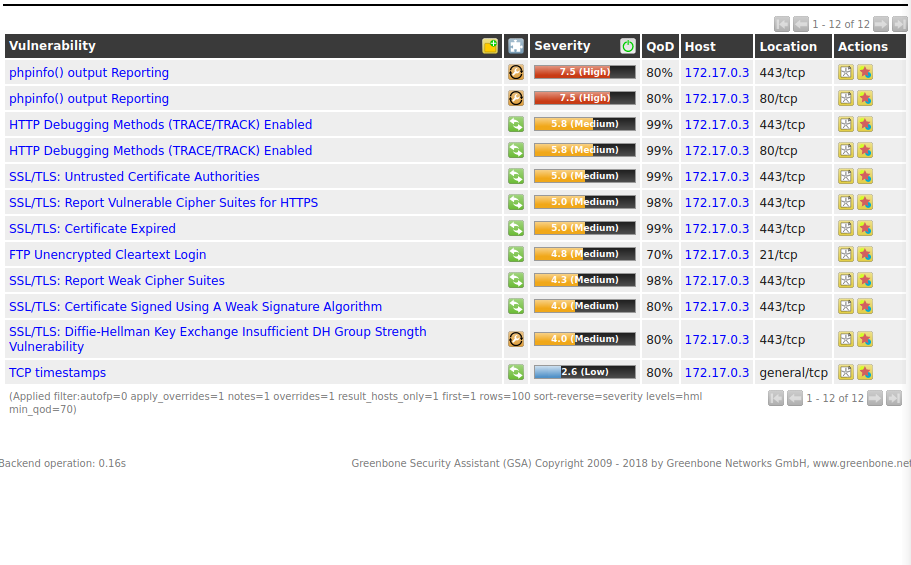 1 - 12 of 12
Vulnerability Severity QoD Host Location Actions
phpinfo() output Reporting 7.5 (High) 80% 172.17.0.3 443/tcp
phpinfo() output Reporting 7.5 (High) 80% 172.17.0.3 80/tcp
HTTP Debugging Methods (TRACE/TRACK) Enabled 5.8 (Medium) 99% 172.17.0.3 443/tcp
HTTP Debugging Methods (TRACE/TRACK) Enabled 5.8 (Medium) 99% 172.17.0.3 80/tcp
SSL/TLS: Untrusted Certificate Authorities 5.0 (Medium) 99% 172.17.0.3 443/tcp
SSL/TLS: Report Vulnerable Cipher Suites for HTTPS 5.0 (Medium) 98% 172.17.0.3 443/tcp
SSL/TLS: Certificate Expired 5.0 (Medium) 99% 172.17.0.3 443/tcp
FTP Unencrypted Cleartext Login 4.8 (Medium) 70% 172.17.0.3 21/tcp
SSL/TLS: Report Weak Cipher Suites 4.3 (Medium) 98% 172.17.0.3 443/tcp
SSL/TLS: Certificate Signed Using A Weak Signature Algorithm 4.0 (Medium) 80% 172.17.0.3 443/tcp
SSL/TLS: Diffie-Hellman Key Exchange Insufficient DH Group Strength
Vulnerability 4.0 (Medium) 80% 172.17.0.3 443/tcp
TCP timestamps 2.6 (Low) 80% 172.17.0.3 general/tcp
(Applied filter:autofp=0 apply_overrides=1 notes=1 overrides=1 result_hosts_only=1 first=1 rows=100 sort-reverse=severity levels=hml
min_qod=70) 1 - 12 of 12
Backend operation: 0.16s Greenbone Security Assistant (GSA) Copyright 2009 - 2018 by Greenbone Networks GmbH, www.greenbone.net